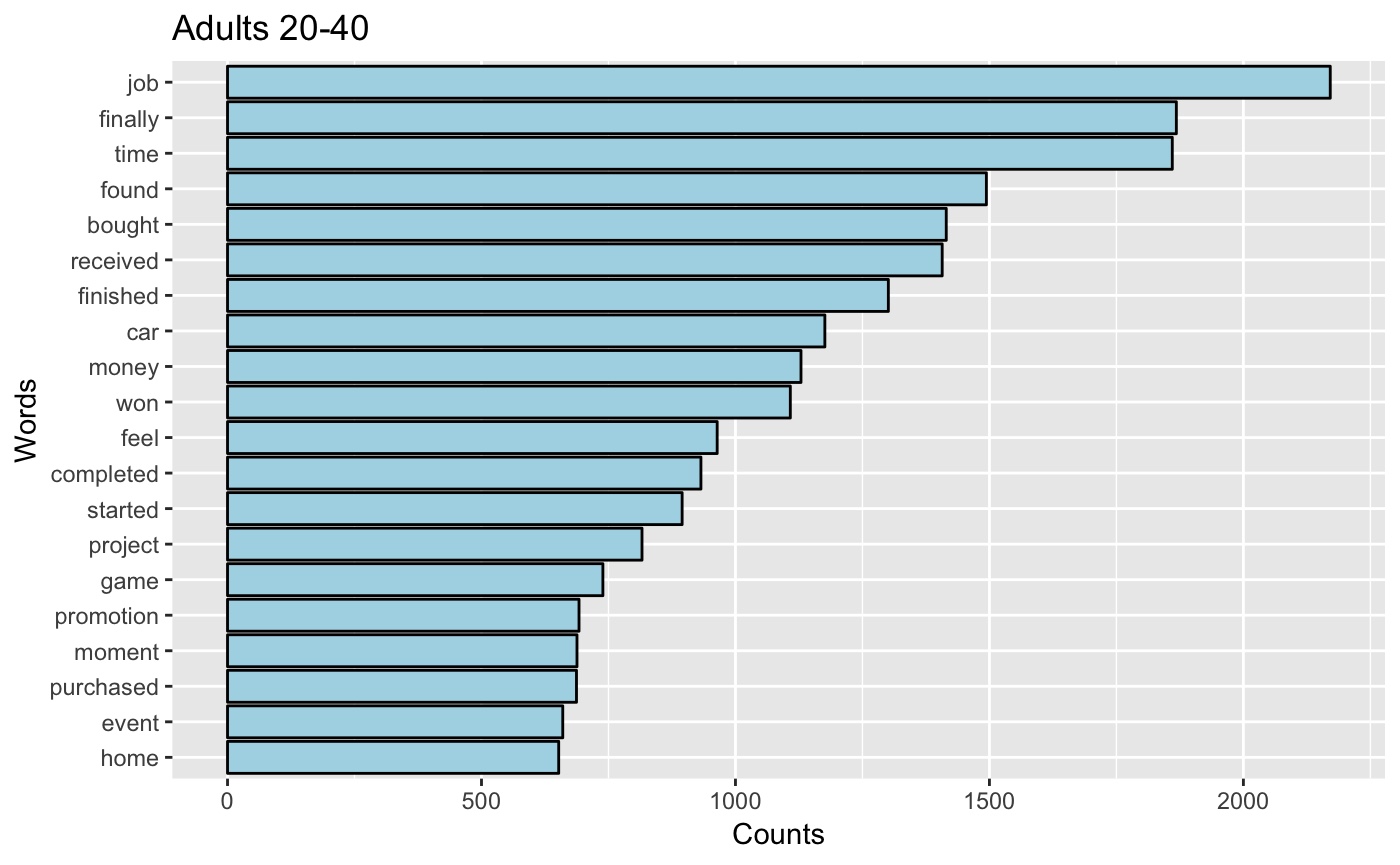 Adults 20-40
Words
job
finally
time
found
bought
received
finished
car
money
won
feel
completed
started
project
game
promotion
moment
purchased
event
home
0 500 1000 1500 2000
Counts